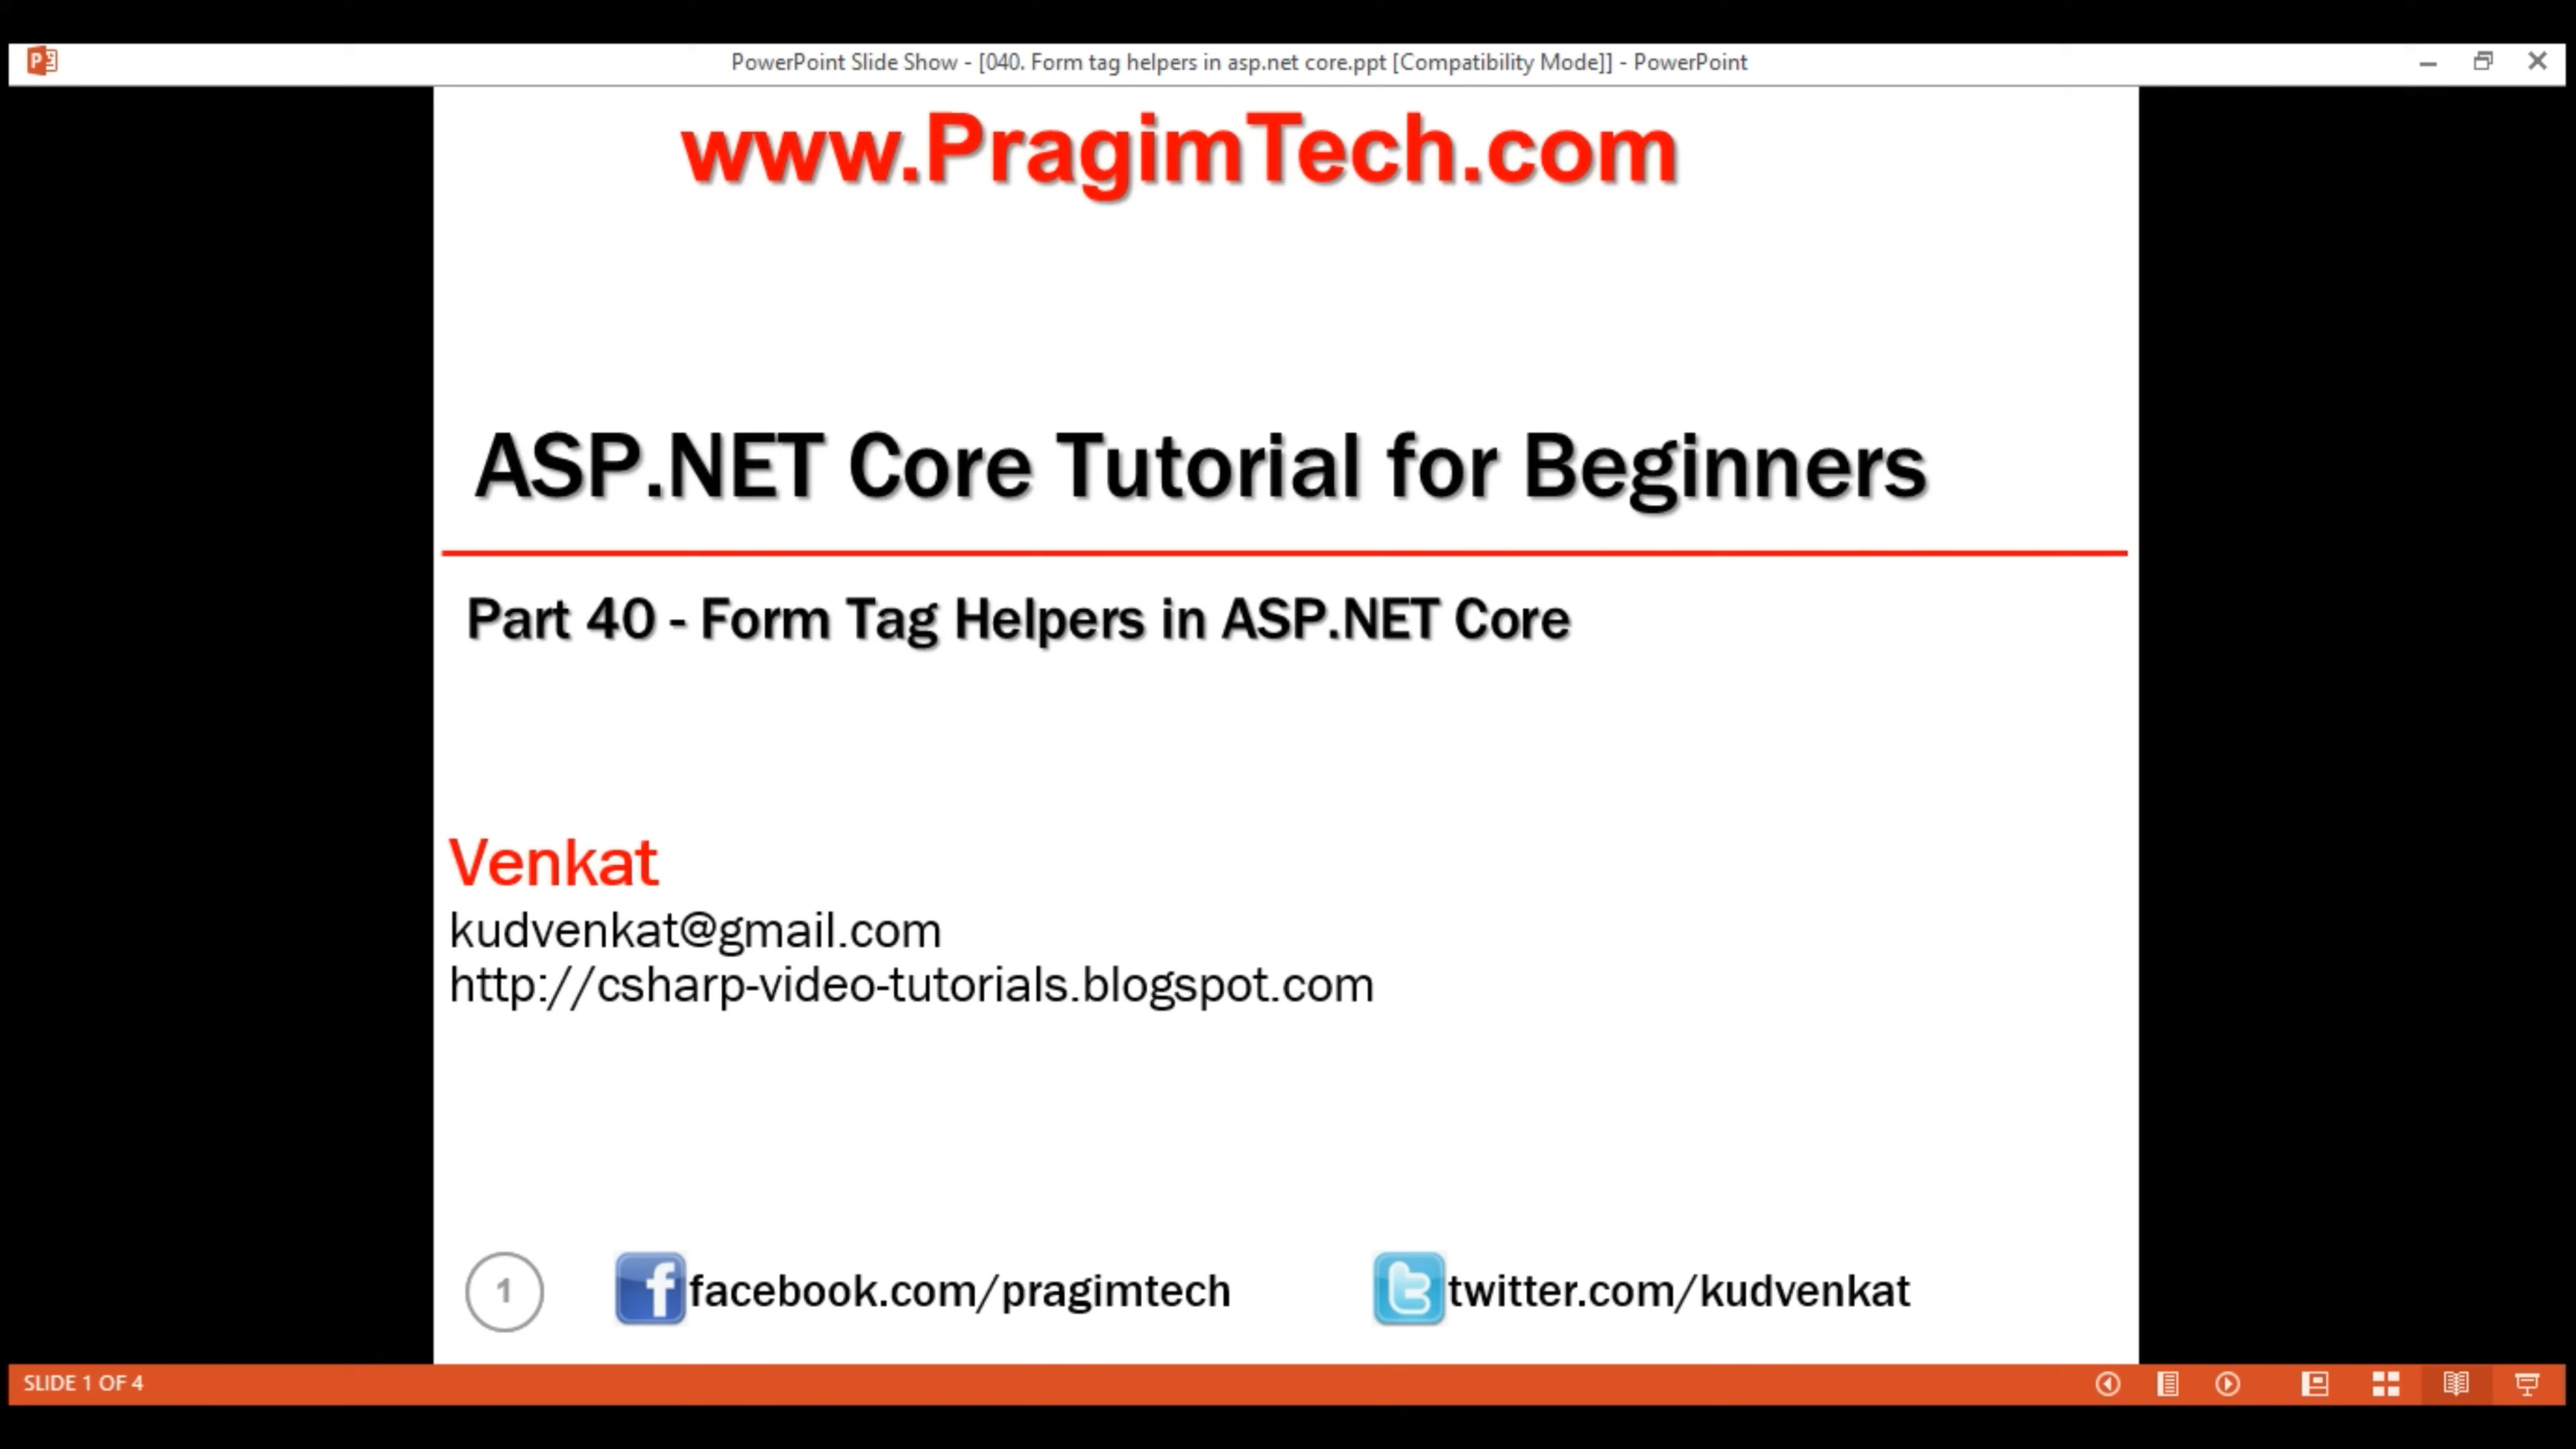 PowerPoint Slide Show - [040. Form tag helpers in asp.net core.ppt [Compatibility Mode]] - PowerPoint
www.PragimTech.com
ASP.NET Core Tutorial for Beginners
Part 40 - Form Tag Helpers in ASP.NET Core
Venkat
kudvenkat@gmail.com
http://csharp-video-tutorials.blogspot.com
1 facebook.com/pragimtech twitter.com/kudvenkat
SLIDE 1 OF 4